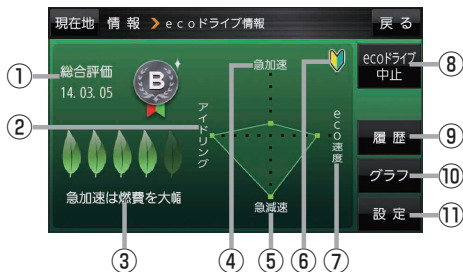 現在地 情報 ecoドライブ情報 戻る
① 総合評価
14. 03. 05
B
② アイドリング
③ 急加速は燃費を大幅
④ 急加速
⑤ 急減速
⑥
⑦ eco速度
⑧ ecoドライブ
中止
⑨ 履歴
⑩ グラフ
⑪ 設定